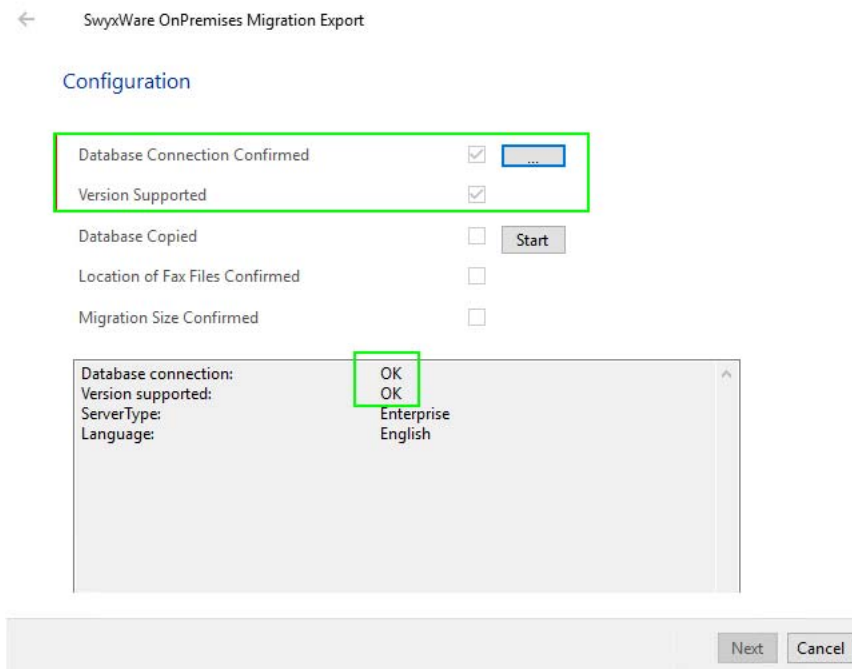 SwyxWare OnPremises Migration Export
Configuration
Database Connection Confirmed ...
Version Supported
Database Copied Start
Location of Fax Files Confirmed
Migration Size Confirmed
Database connection: OK
Version supported: OK
ServerType: Enterprise
Language: English
Next Cancel